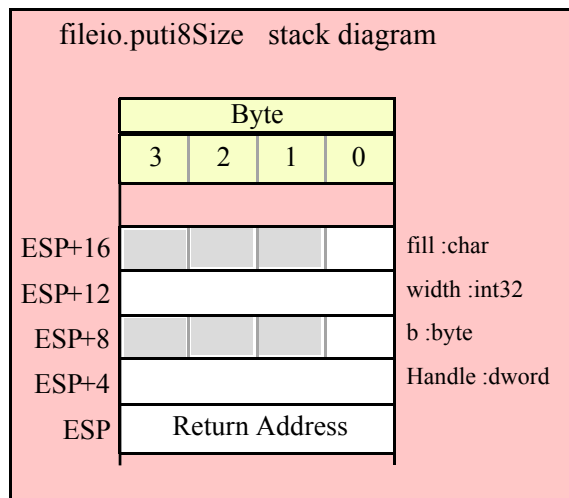 fileio.puti8Size stack diagram
Byte
3 2 1 0
ESP+16 fill :char
ESP+12 width :int32
ESP+8 b :byte
ESP+4 Handle :dword
ESP Return Address